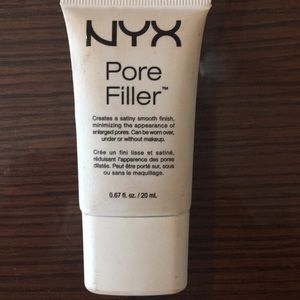 NYX
Pore
Filler™
Creates a satiny smooth finish,
minimizing the appearance of
enlarged pores. Can be worn over,
under or without makeup.
Crée un fini lisse et satiné,
réduisant l'apparence des pores
dilatés. Peut être porté sur, sous
ou sans le maquillage.
0.67 fl. oz. / 20 mL